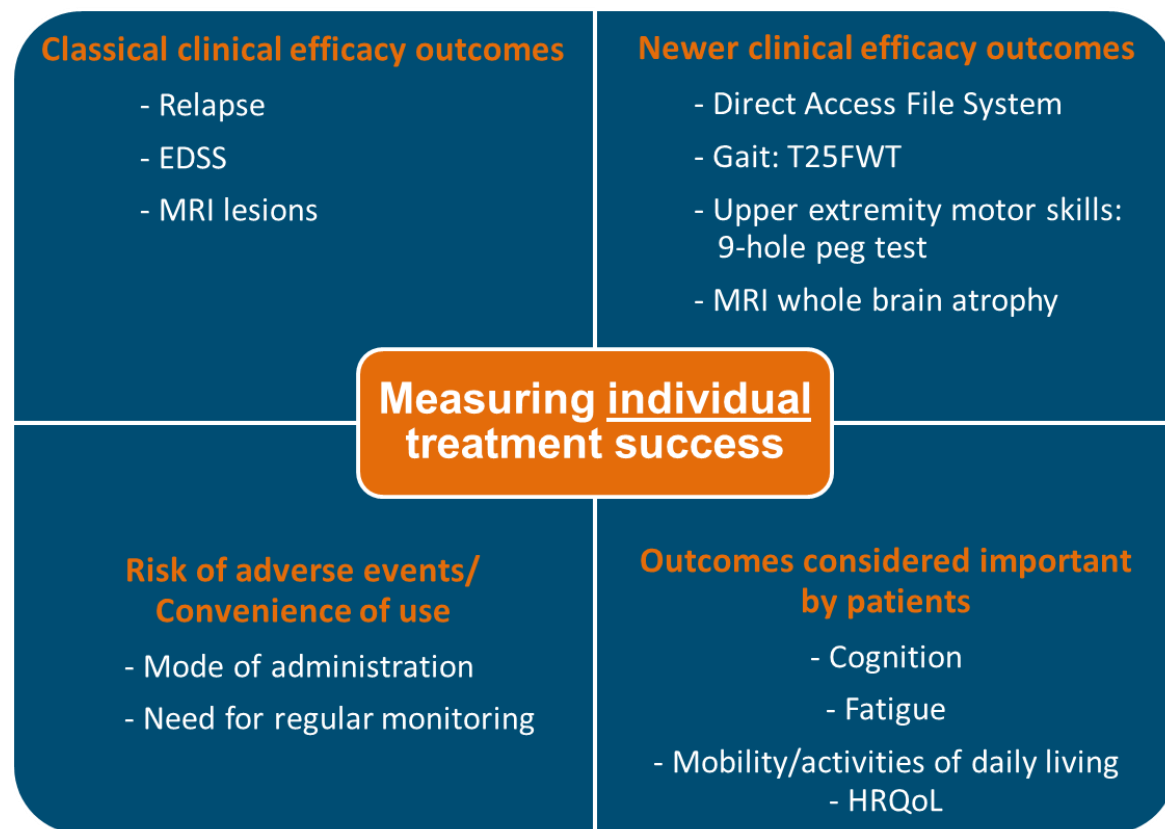 Classical clinical efficacy outcomes
- Relapse
- EDSS
- MRI lesions
Newer clinical efficacy outcomes
- Direct Access File System
- Gait: T25FWT
- Upper extremity motor skills:
9-hole peg test
- MRI whole brain atrophy
Measuring individual
treatment success
Risk of adverse events/
Convenience of use
- Mode of administration
- Need for regular monitoring
Outcomes considered important
by patients
- Cognition
- Fatigue
- Mobility/activities of daily living
- HRQoL